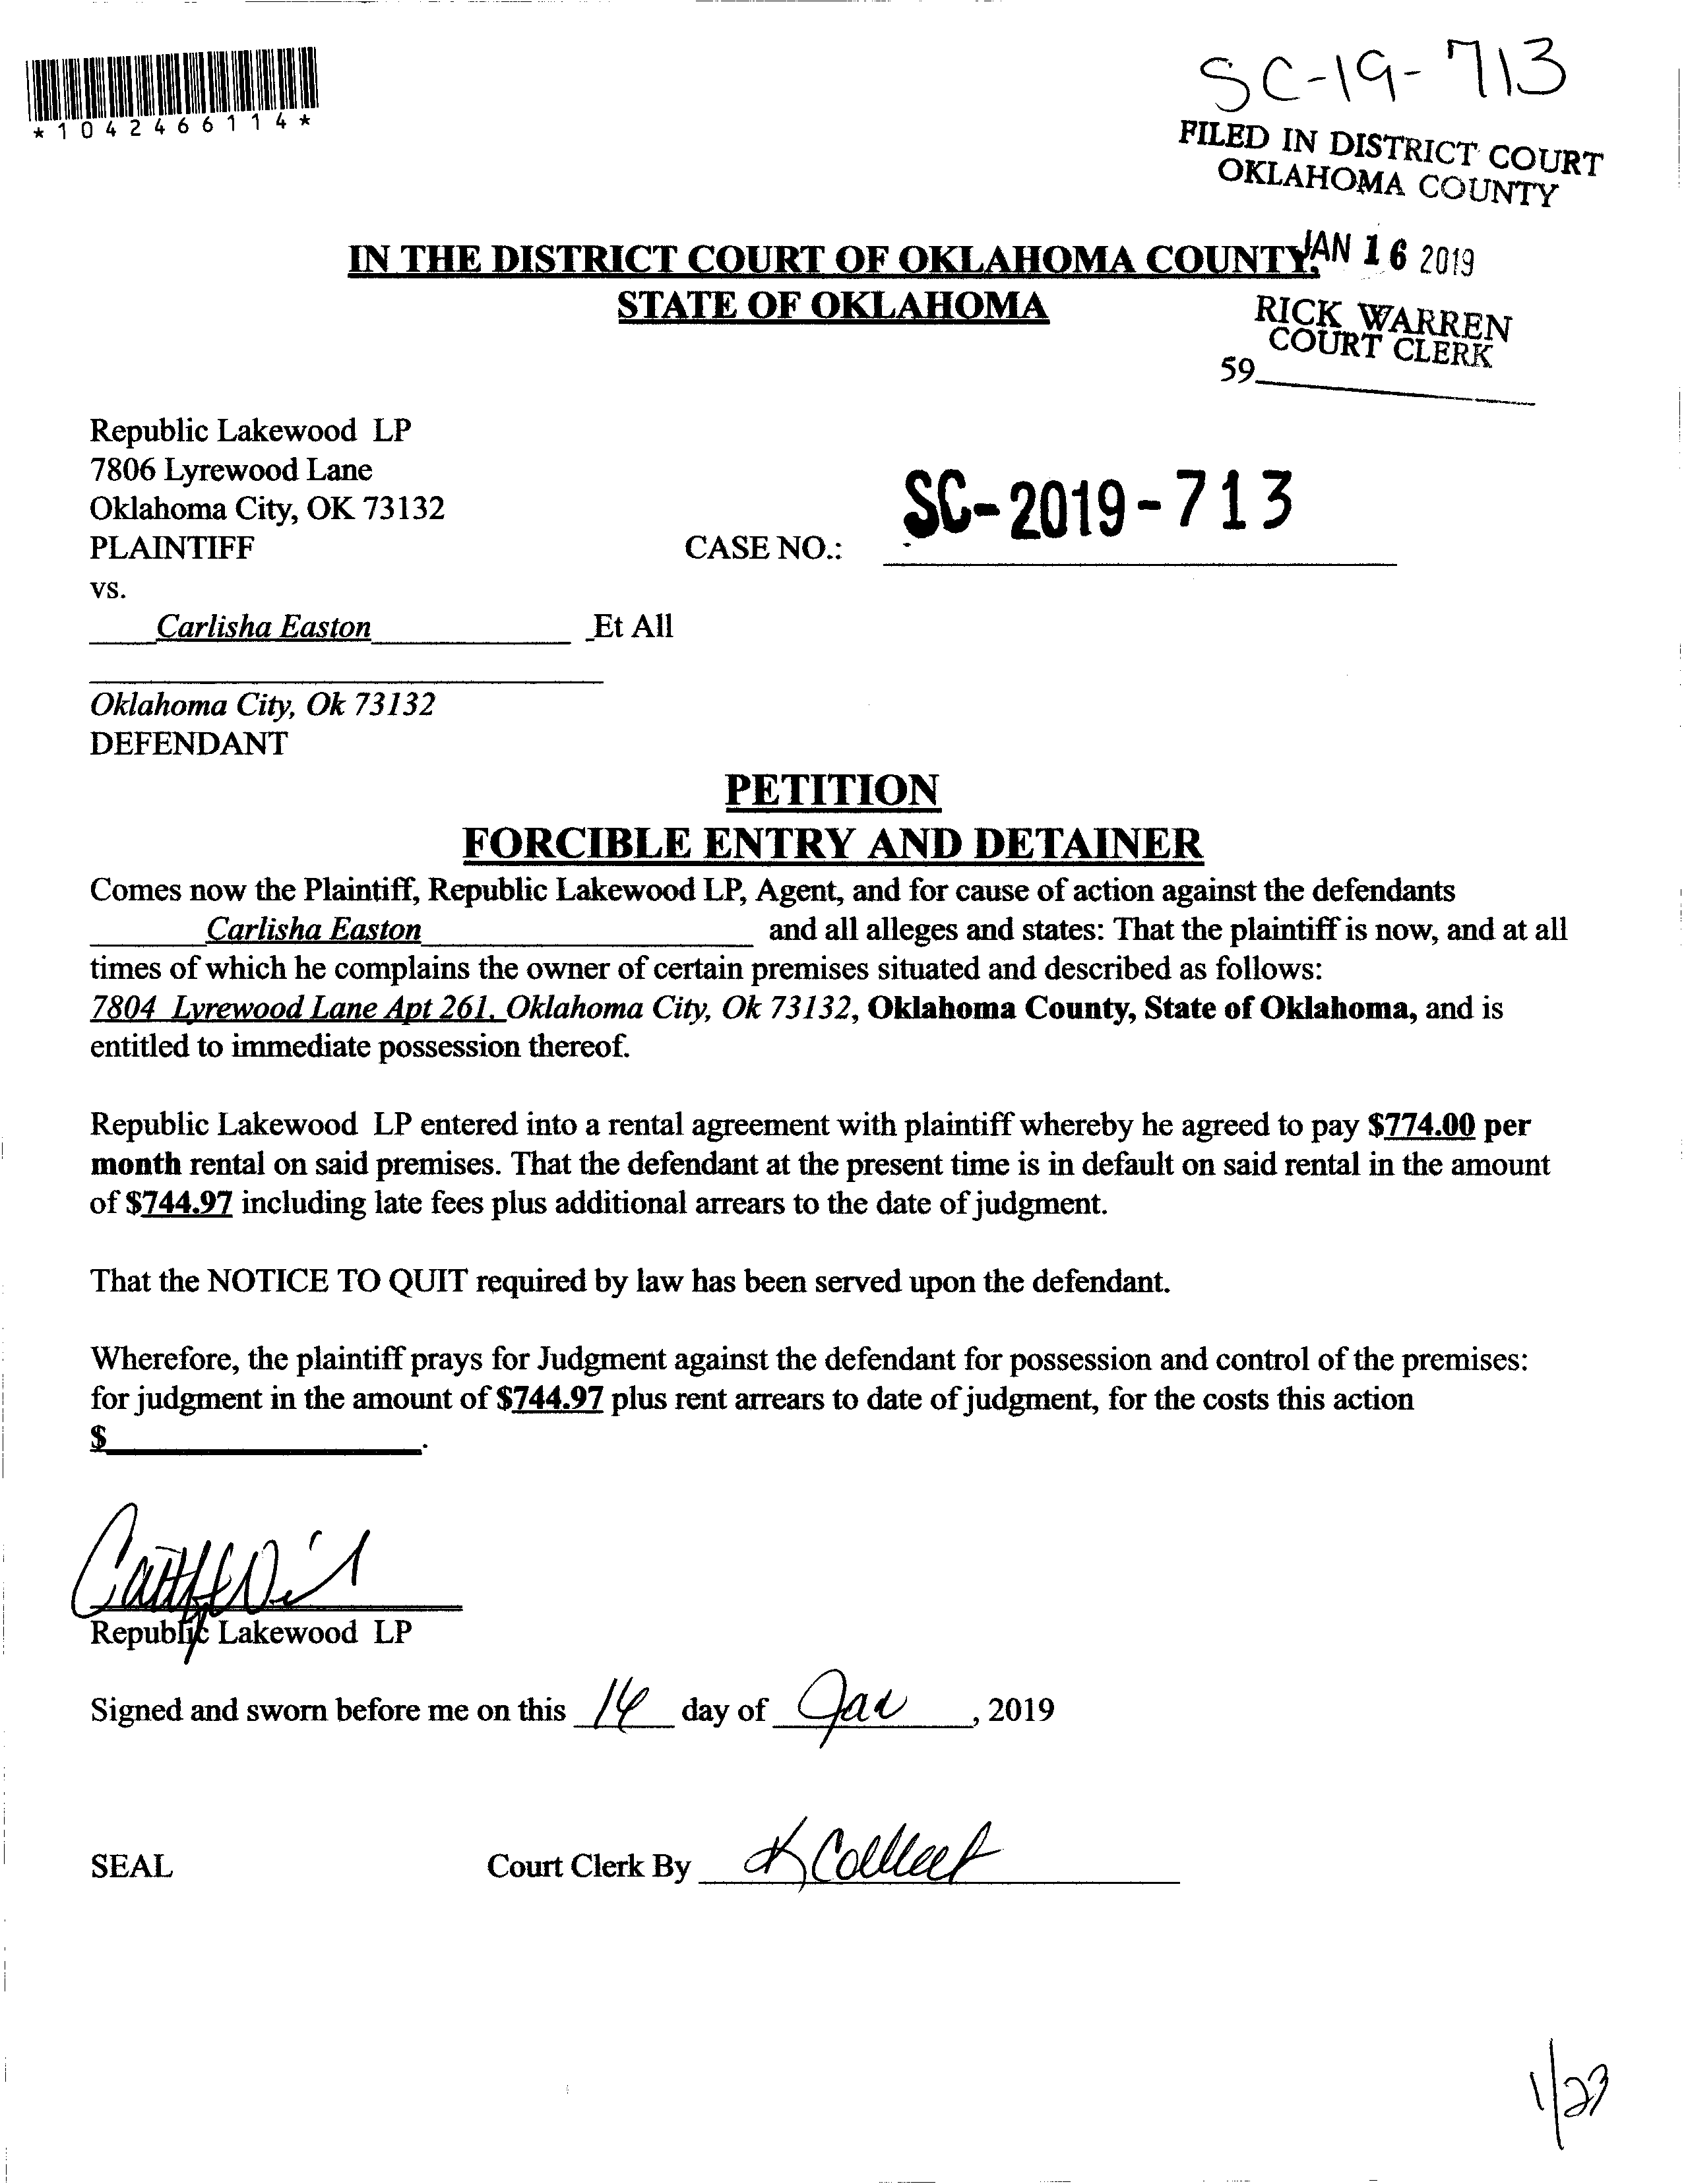 *1042466114*
SC-19-713
FILED IN DISTRICT COURT
OKLAHOMA COUNTY
JAN 16 2019
RICK WARREN
COURT CLERK
59
IN THE DISTRICT COURT OF OKLAHOMA COUNTY,
STATE OF OKLAHOMA
Republic Lakewood LP
7806 Lyrewood Lane
Oklahoma City, OK 73132
PLAINTIFF
CASE NO.: SC-2019-713
vs.
Carlisha Easton Et All
Oklahoma City, Ok 73132
DEFENDANT
PETITION
FORCIBLE ENTRY AND DETAINER
Comes now the Plaintiff, Republic Lakewood LP, Agent, and for cause of action against the defendants
Carlisha Easton and all alleges and states: That the plaintiff is now, and at all
times of which he complains the owner of certain premises situated and described as follows:
7804 Lyrewood Lane Apt 261, Oklahoma City, Ok 73132, Oklahoma County, State of Oklahoma, and is
entitled to immediate possession thereof.
Republic Lakewood LP entered into a rental agreement with plaintiff whereby he agreed to pay $774.00 per
month rental on said premises. That the defendant at the present time is in default on said rental in the amount
of $744.97 including late fees plus additional arrears to the date of judgment.
That the NOTICE TO QUIT required by law has been served upon the defendant.
Wherefore, the plaintiff prays for Judgment against the defendant for possession and control of the premises:
for judgment in the amount of $744.97 plus rent arrears to date of judgment, for the costs this action
$ .
Republic Lakewood LP
Signed and sworn before me on this day of Jan, 2019
SEAL Court Clerk By
1/23